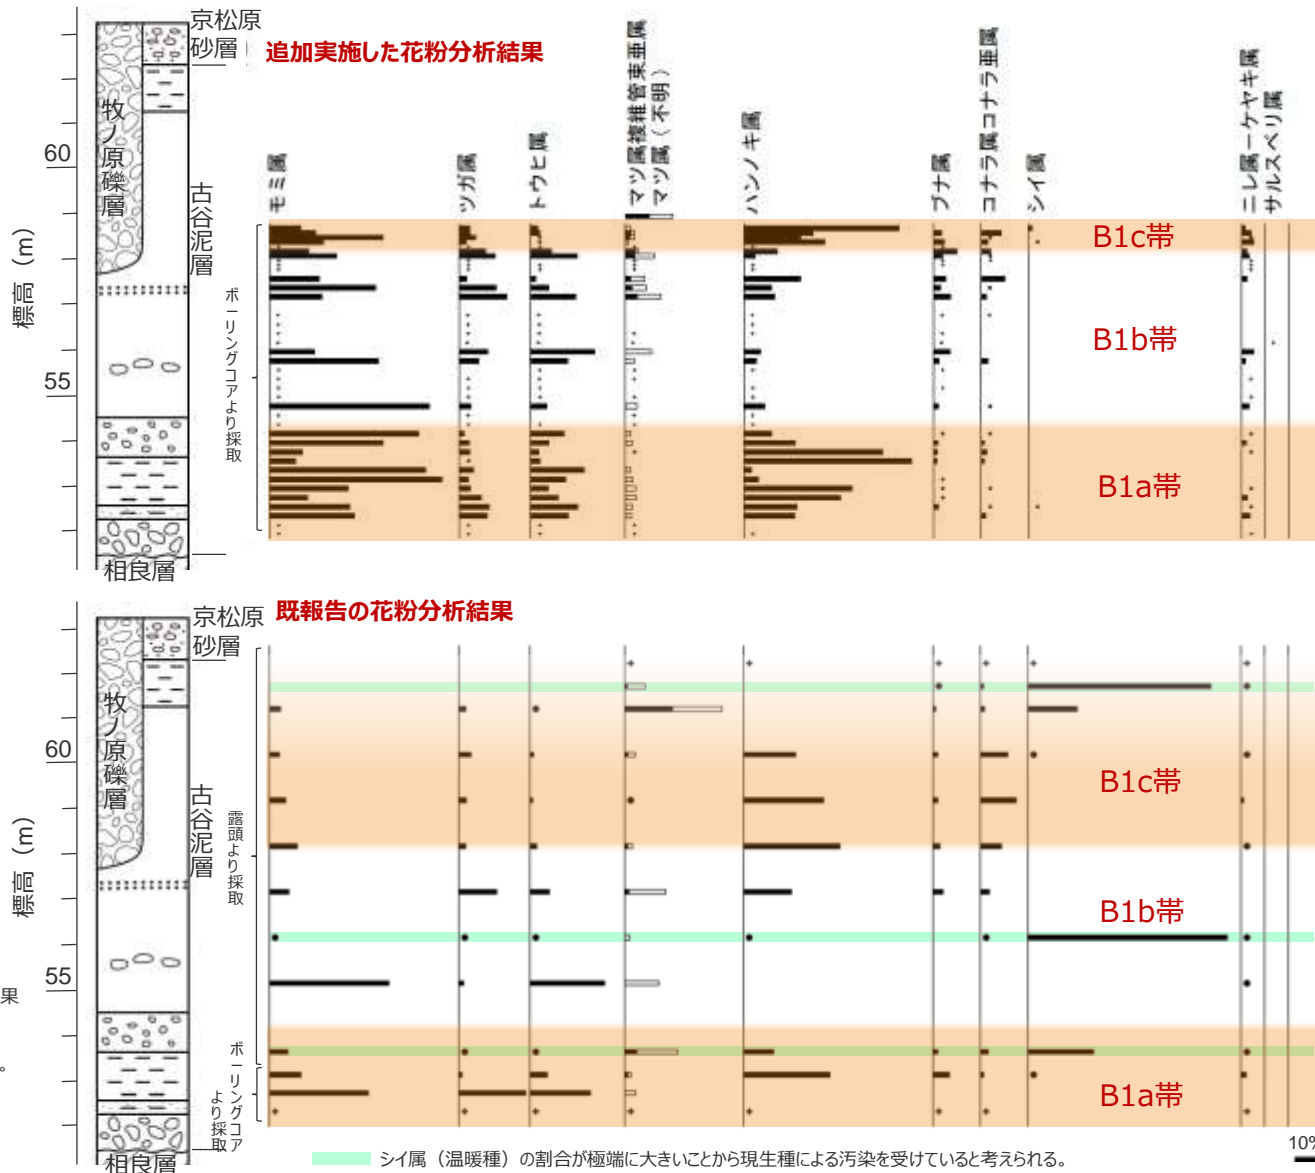 追加実施した花粉分析結果
京松原
砂層
牧ノ原礫層
古谷泥層
相良層
標高（m）
60
55
ボーリングコアより採取
モミ属
ツガ属
トウヒ属
マツ属複維管束亜属
マツ属（不明）
ハンノキ属
ブナ属
コナラ属コナラ亜属
シイ属
ニレ属ーケヤキ属
サルスベリ属
B1c帯
B1b帯
B1a帯
既報告の花粉分析結果
京松原
砂層
牧ノ原礫層
古谷泥層
相良層
標高（m）
60
55
露頭より採取
ボーリングコアより採取
B1c帯
B1b帯
B1a帯
果
。
10%
シイ属（温暖種）の割合が極端に大きいことから現生種による汚染を受けていると考えられる。